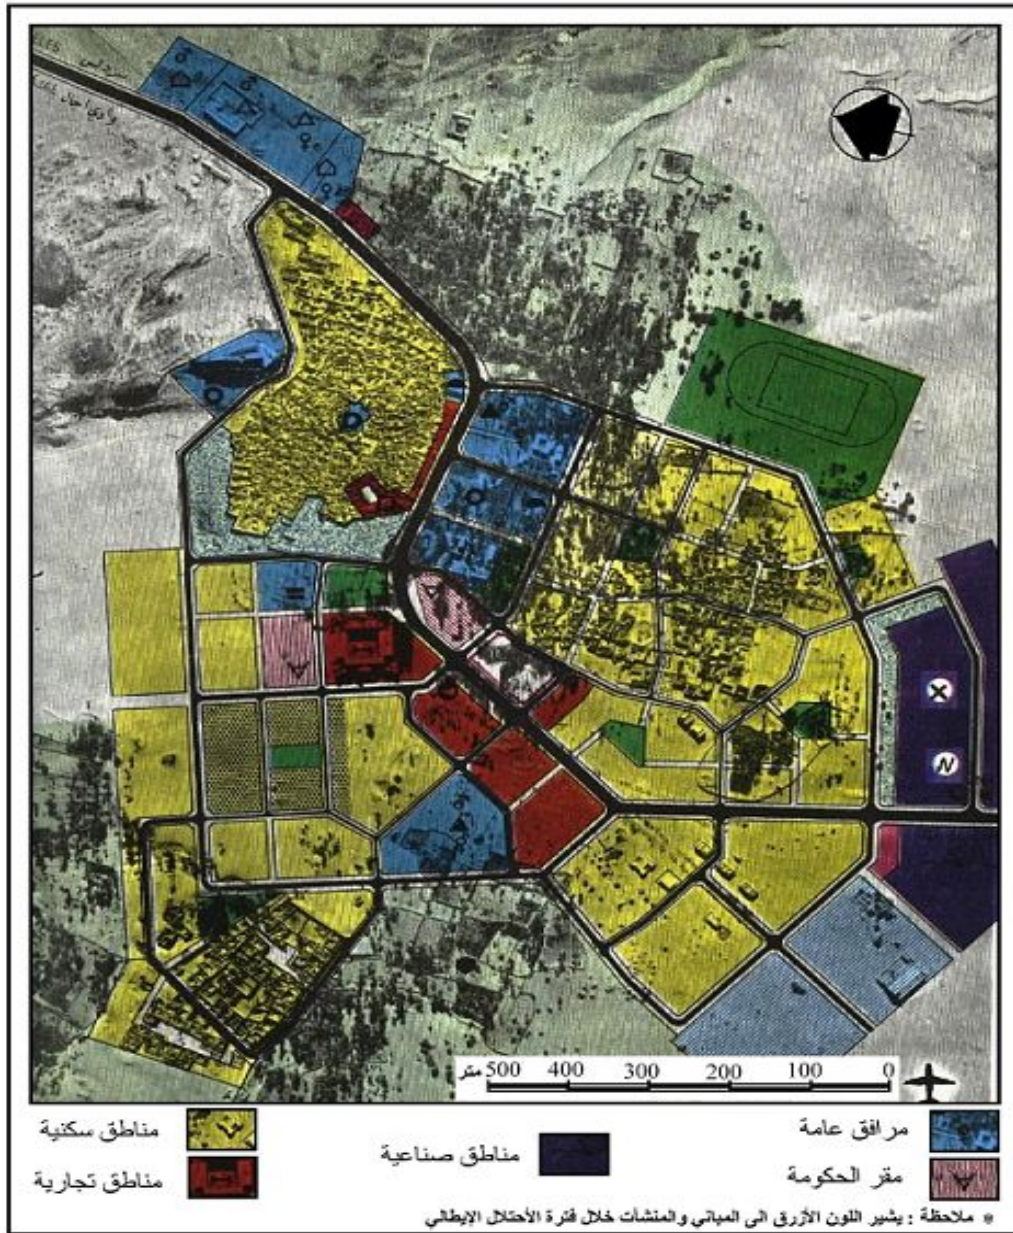 500 400 300 200 100 0 متر
مناطق سكنية
مناطق صناعية
مرافق عامة
مناطق تجارية
مقر الحكومة
* ملاحظة : يشير اللون الأزرق الى المباني والمنشآت خلال فترة الأحتلال الإيطالي